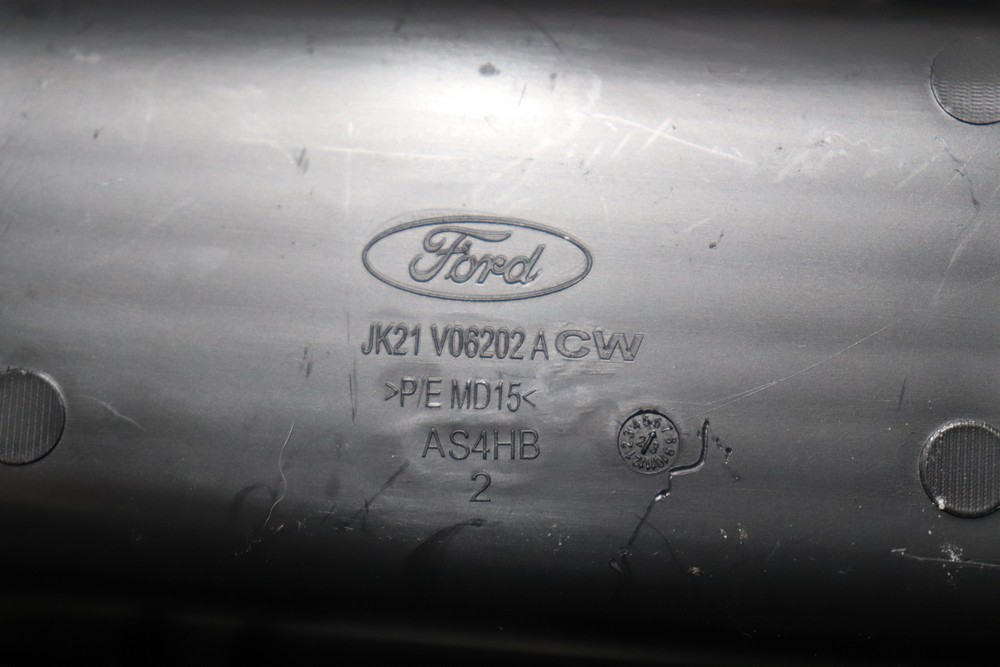 Ford
JK21 V06202 A CW
>P/E MD15<
AS4HB
2